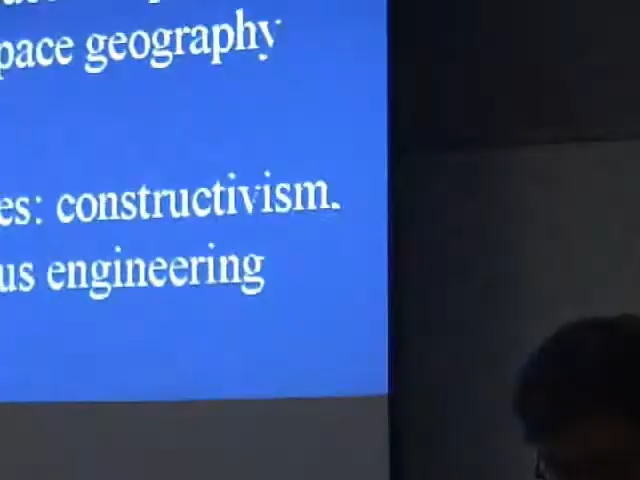 pace geography
es: constructivism.
us engineering